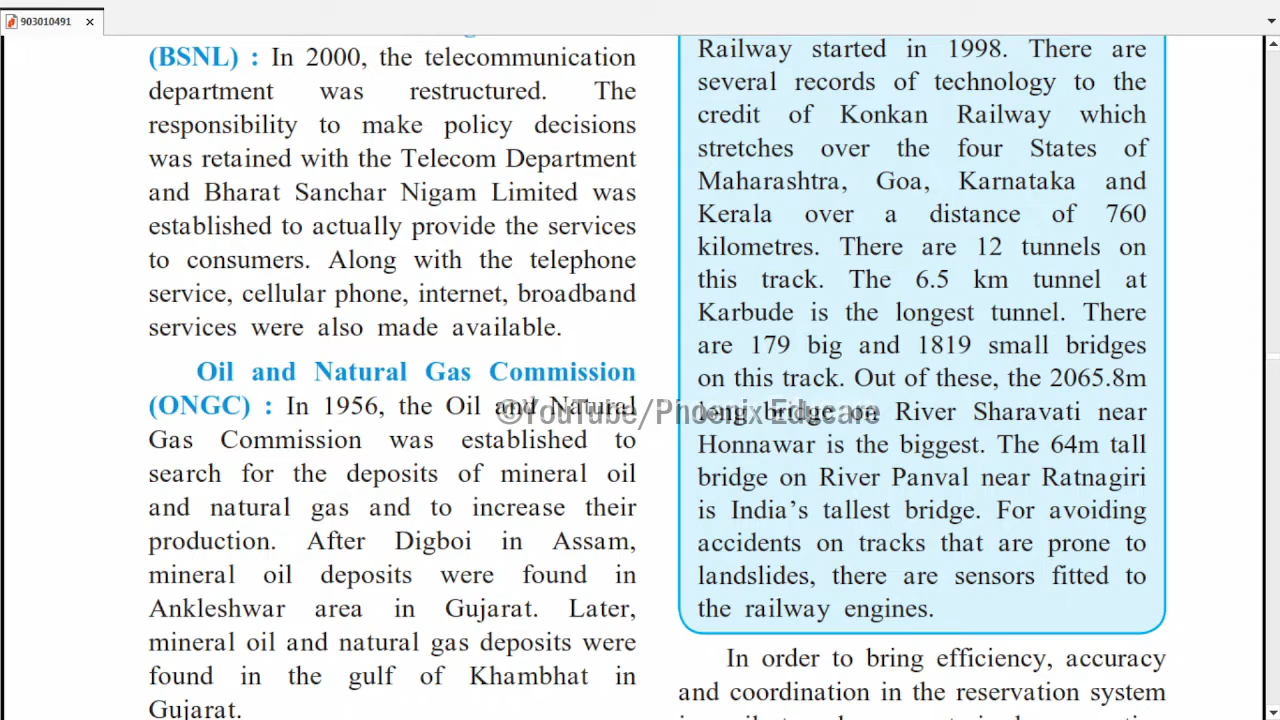 903010491
(BSNL) : In 2000, the telecommunication
department was restructured. The
responsibility to make policy decisions
was retained with the Telecom Department
and Bharat Sanchar Nigam Limited was
established to actually provide the services
to consumers. Along with the telephone
service, cellular phone, internet, broadband
services were also made available.
Oil and Natural Gas Commission
(ONGC) : In 1956, the Oil and Natural
Gas Commission was established to
search for the deposits of mineral oil
and natural gas and to increase their
production. After Digboi in Assam,
mineral oil deposits were found in
Ankleshwar area in Gujarat. Later,
mineral oil and natural gas deposits were
found in the gulf of Khambhat in
Gujarat.
Railway started in 1998. There are
several records of technology to the
credit of Konkan Railway which
stretches over the four States of
Maharashtra, Goa, Karnataka and
Kerala over a distance of 760
kilometres. There are 12 tunnels on
this track. The 6.5 km tunnel at
Karbude is the longest tunnel. There
are 179 big and 1819 small bridges
on this track. Out of these, the 2065.8m
long bridge on River Sharavati near
Honnawar is the biggest. The 64m tall
bridge on River Panval near Ratnagiri
is India's tallest bridge. For avoiding
accidents on tracks that are prone to
landslides, there are sensors fitted to
the railway engines.
In order to bring efficiency, accuracy
and coordination in the reservation system
©YouTube/Phoenix Educare